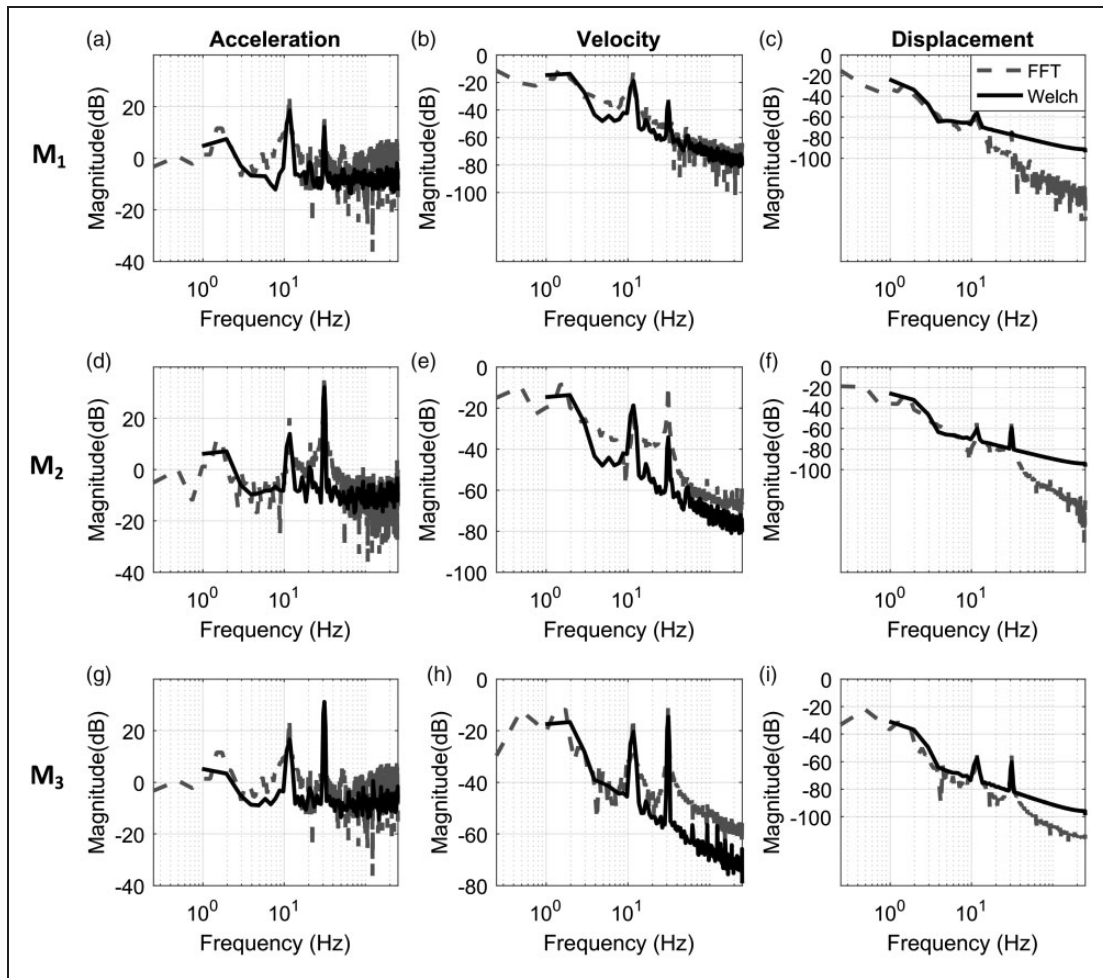 (a) Acceleration (b) Velocity (c) Displacement
M1
Magnitude(dB)
20
0
-20
-40
10^0 10^1
Frequency (Hz)
Magnitude(dB)
0
-20
-40
-60
-80
-100
10^0 10^1
Frequency (Hz)
Magnitude(dB)
0
-20
-40
-60
-80
-100
FFT
Welch
10^0 10^1
Frequency (Hz)
(d) (e) (f)
M2
Magnitude(dB)
20
0
-20
-40
10^0 10^1
Frequency (Hz)
Magnitude(dB)
0
-20
-40
-60
-80
-100
10^0 10^1
Frequency (Hz)
Magnitude(dB)
0
-20
-40
-60
-80
-100
10^0 10^1
Frequency (Hz)
(g) (h) (i)
M3
Magnitude(dB)
20
0
-20
-40
10^0 10^1
Frequency (Hz)
Magnitude(dB)
0
-20
-40
-60
-80
10^0 10^1
Frequency (Hz)
Magnitude(dB)
0
-20
-40
-60
-80
-100
10^0 10^1
Frequency (Hz)